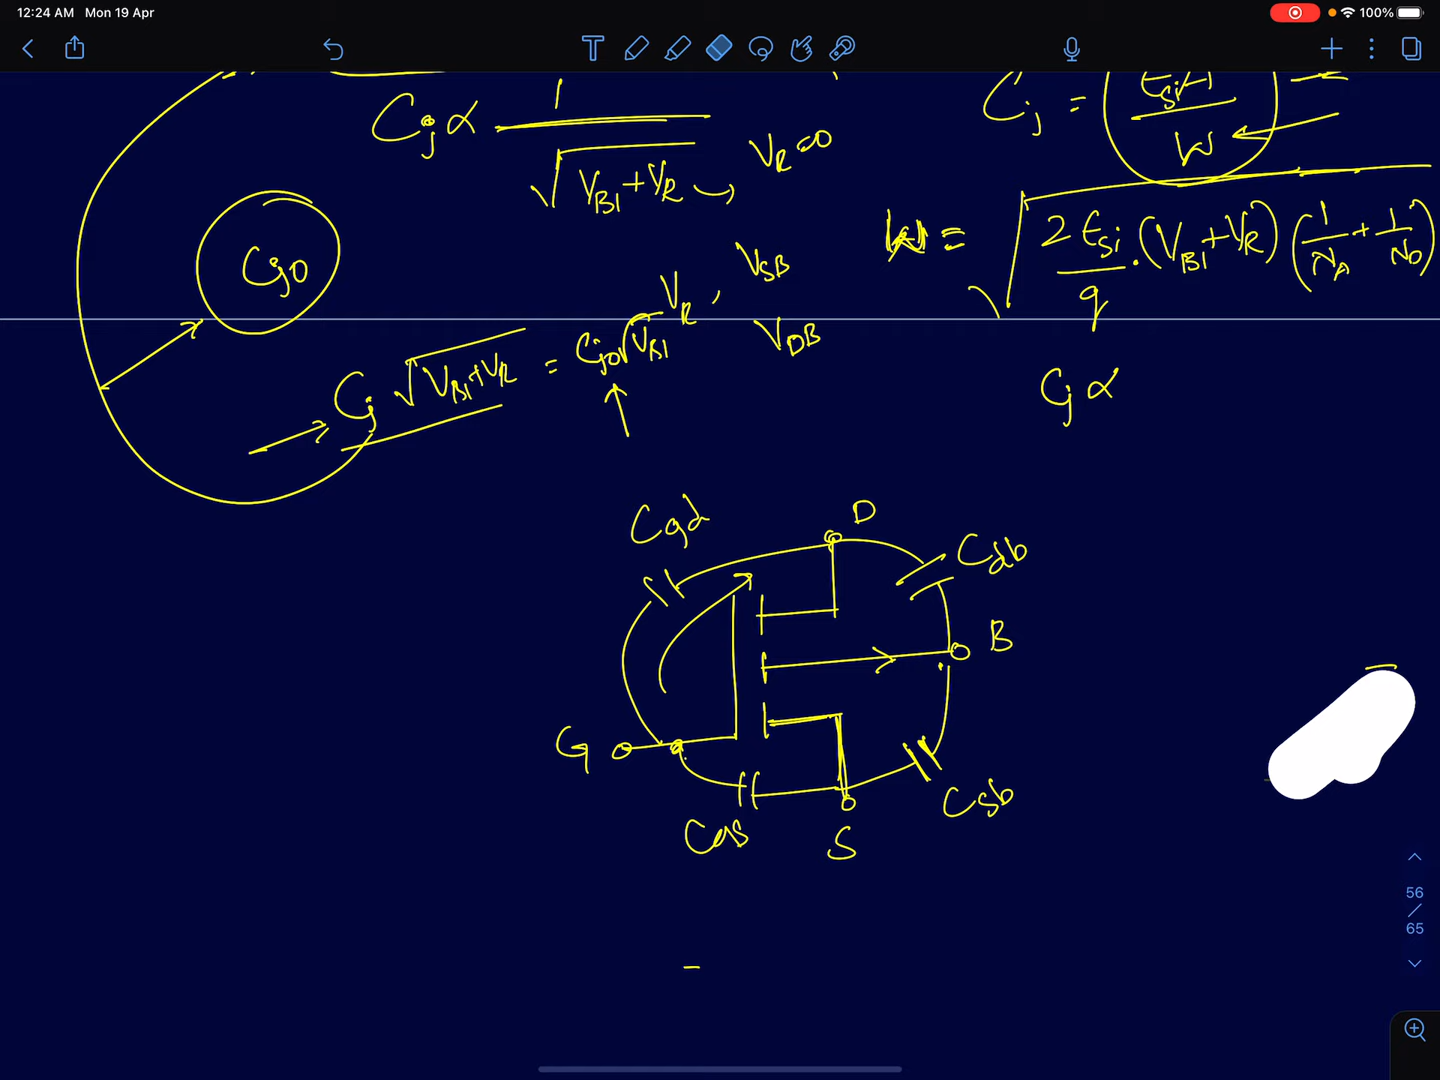 12:24 AM Mon 19 Apr
100%
Cj ∝ 1 / √(VBI + VR) → VR = 0
Cj = / W
W = √(2 εsi / q · (VBI + VR) (1/NA + 1/ND))
Cj0
VR , VSB
VDB
Cj √(VBI + VR) = Cj0 √VBI
Cj ∝
Cgd
D
Cdb
B
G
Cgs
S
Csb
56
/
65